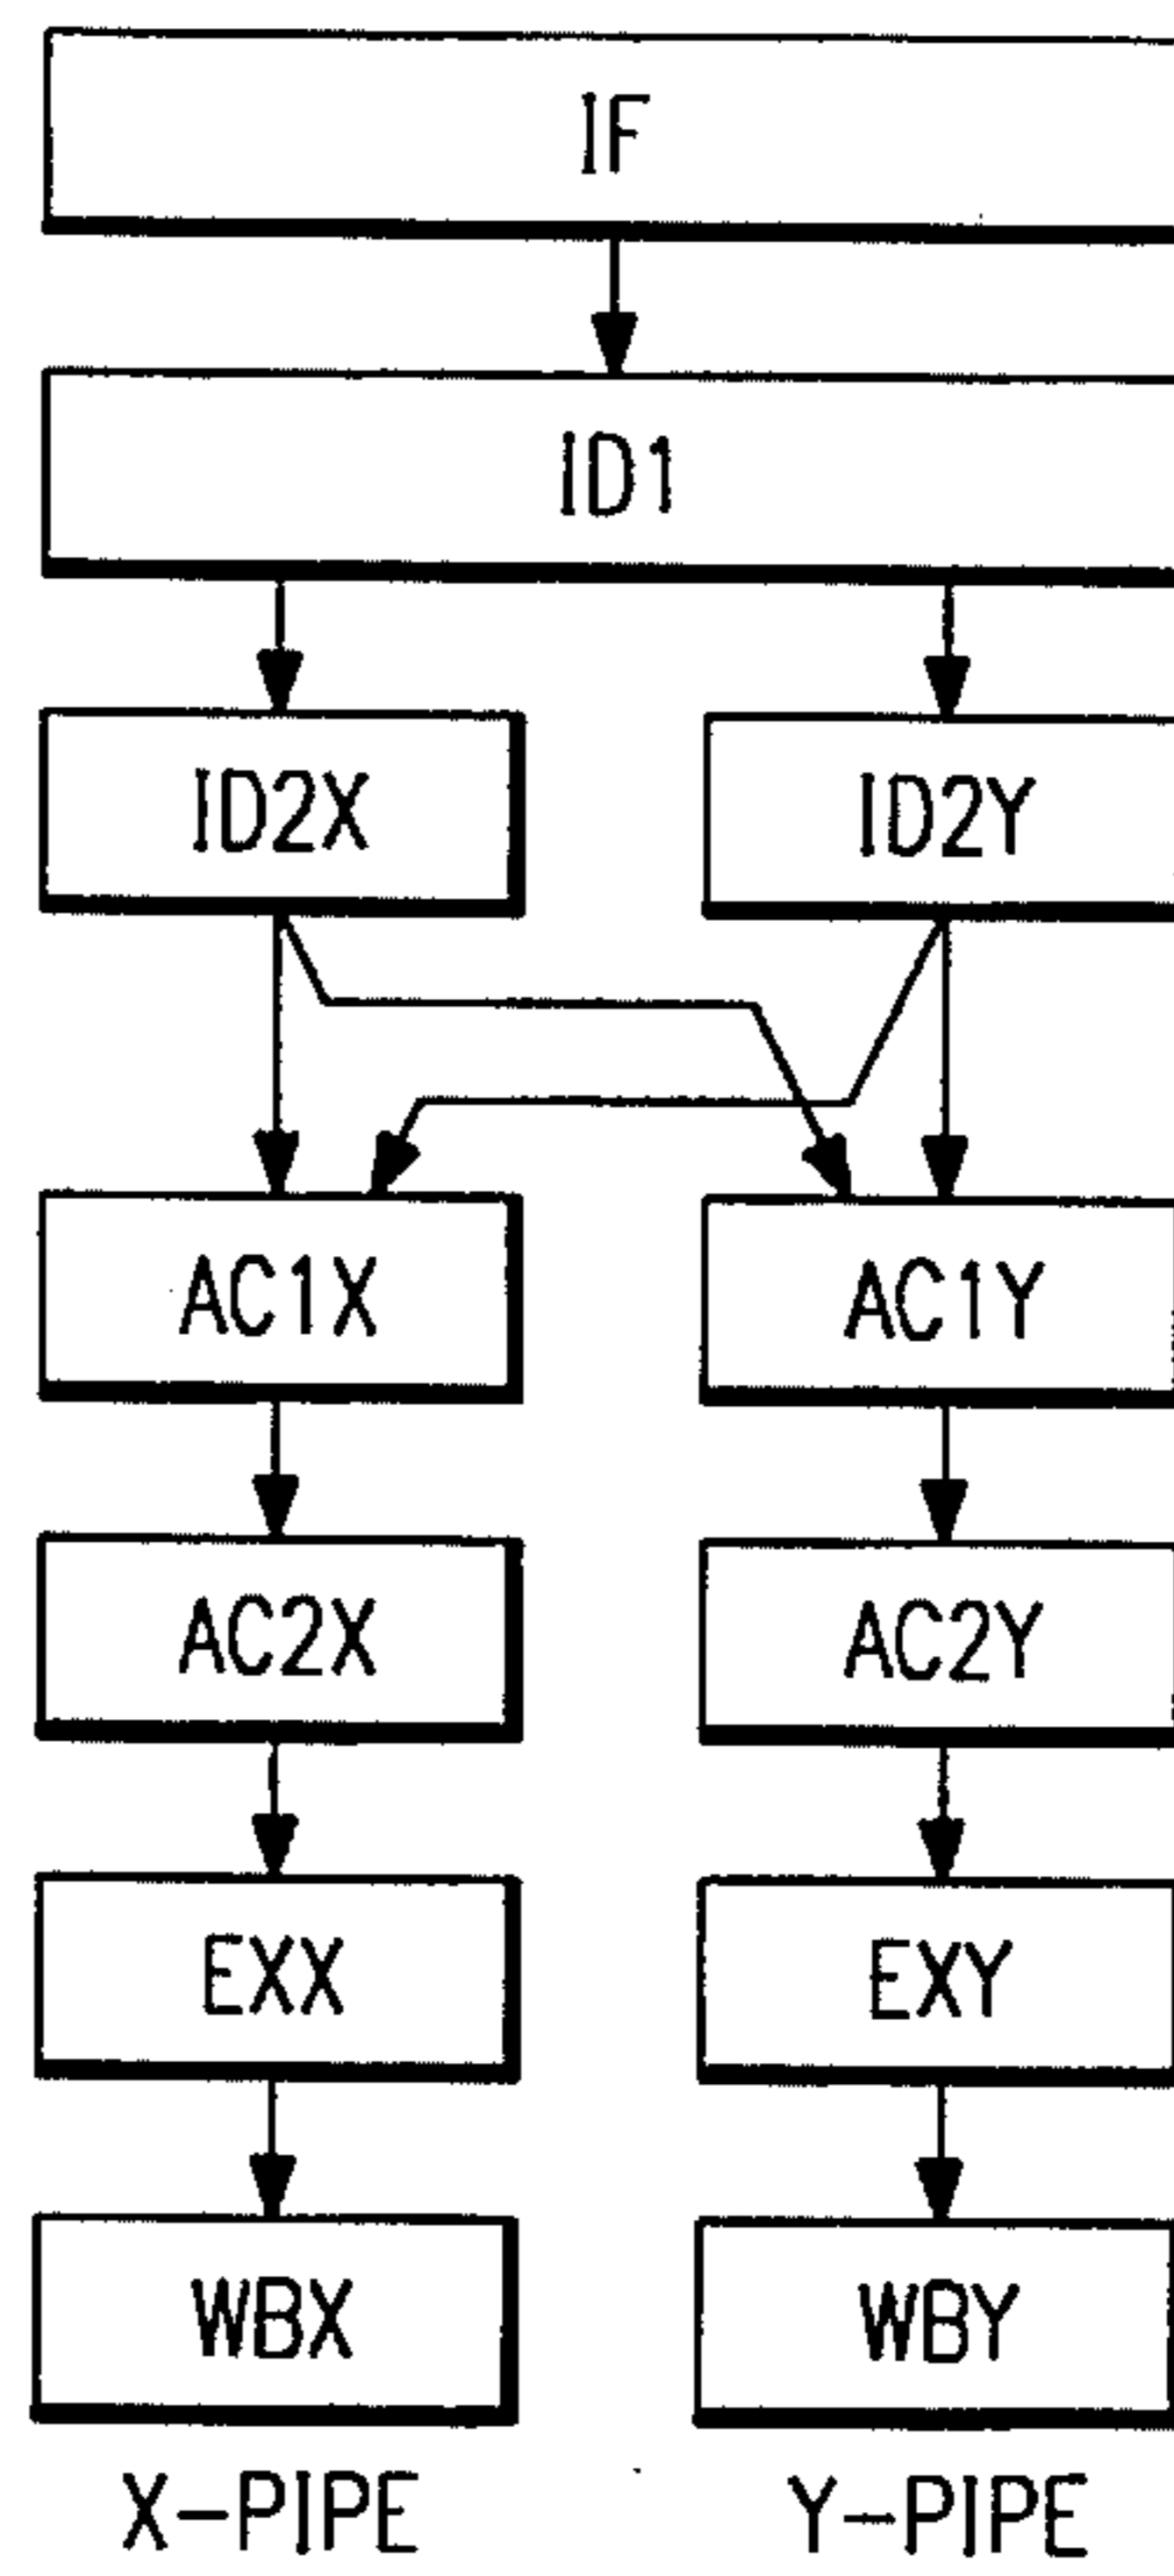 IF
ID1
ID2X ID2Y
AC1X AC1Y
AC2X AC2Y
EXX EXY
WBX WBY
X-PIPE Y-PIPE